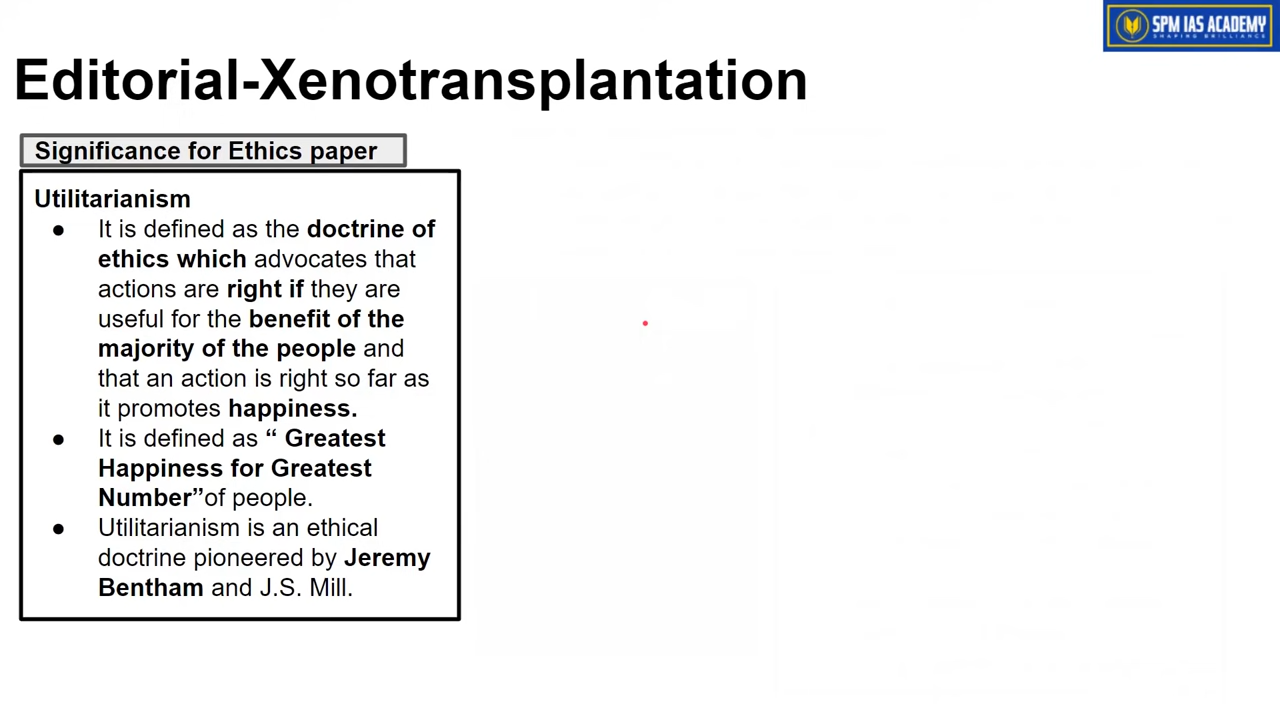 SPM IAS ACADEMY
SHAPING BRILLIANCE
Editorial-Xenotransplantation
Significance for Ethics paper
Utilitarianism
● It is defined as the doctrine of
ethics which advocates that
actions are right if they are
useful for the benefit of the
majority of the people and
that an action is right so far as
it promotes happiness.
● It is defined as “ Greatest
Happiness for Greatest
Number”of people.
● Utilitarianism is an ethical
doctrine pioneered by Jeremy
Bentham and J.S. Mill.